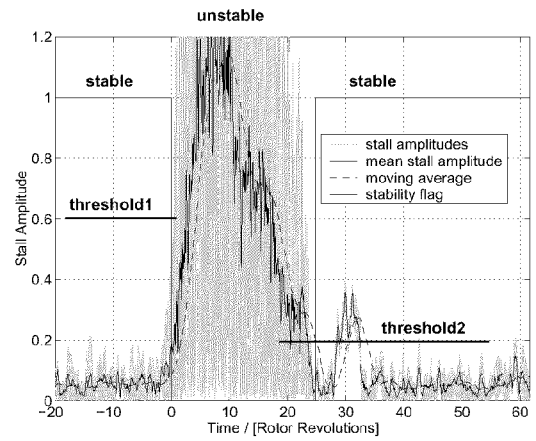 unstable
1.2
stable
stable
1
stall amplitudes
mean stall amplitude
moving average
stability flag
0.8
threshold1
0.6
Stall Amplitude
0.4
threshold2
0.2
0
−20 −10 0 10 20 30 40 50 60
Time / [Rotor Revolutions]